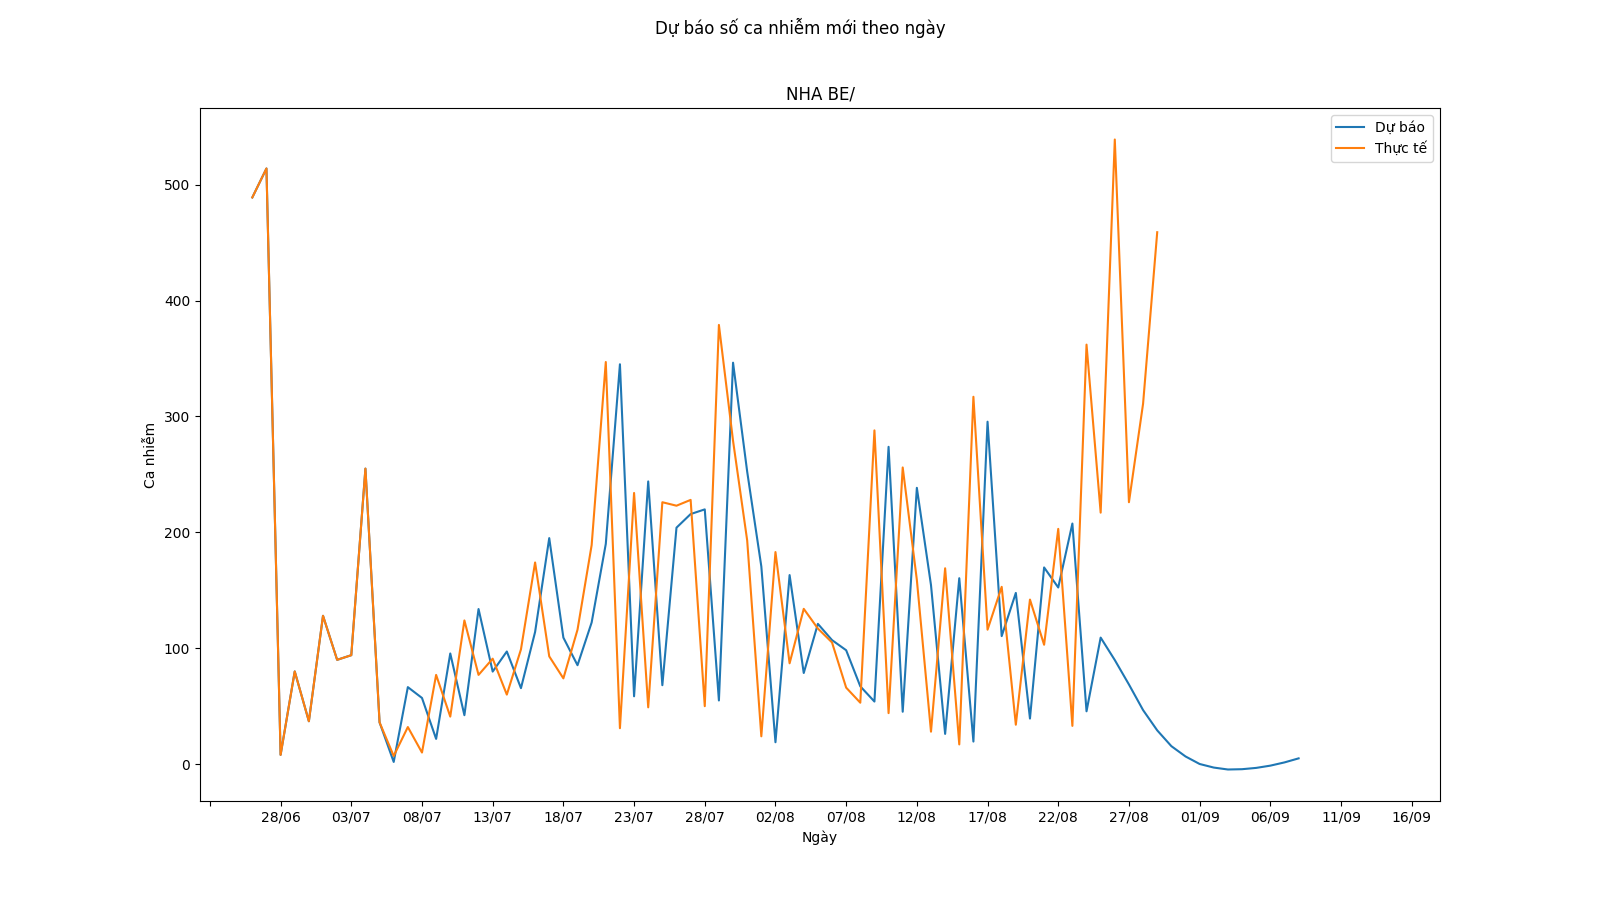 Dự báo số ca nhiễm mới theo ngày
NHA BE/
Dự báo
Thực tế
500
400
300
200
100
0
Ca nhiễm
28/06 03/07 08/07 13/07 18/07 23/07 28/07 02/08 07/08 12/08 17/08 22/08 27/08 01/09 06/09 11/09 16/09
Ngày